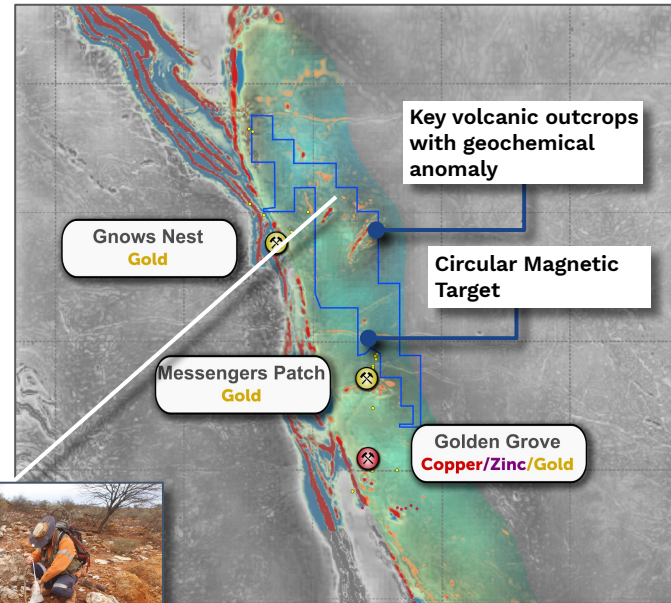 Key volcanic outcrops
with geochemical
anomaly
Gnows Nest
Gold
Circular Magnetic
Target
Messengers Patch
Gold
Golden Grove
Copper/Zinc/Gold